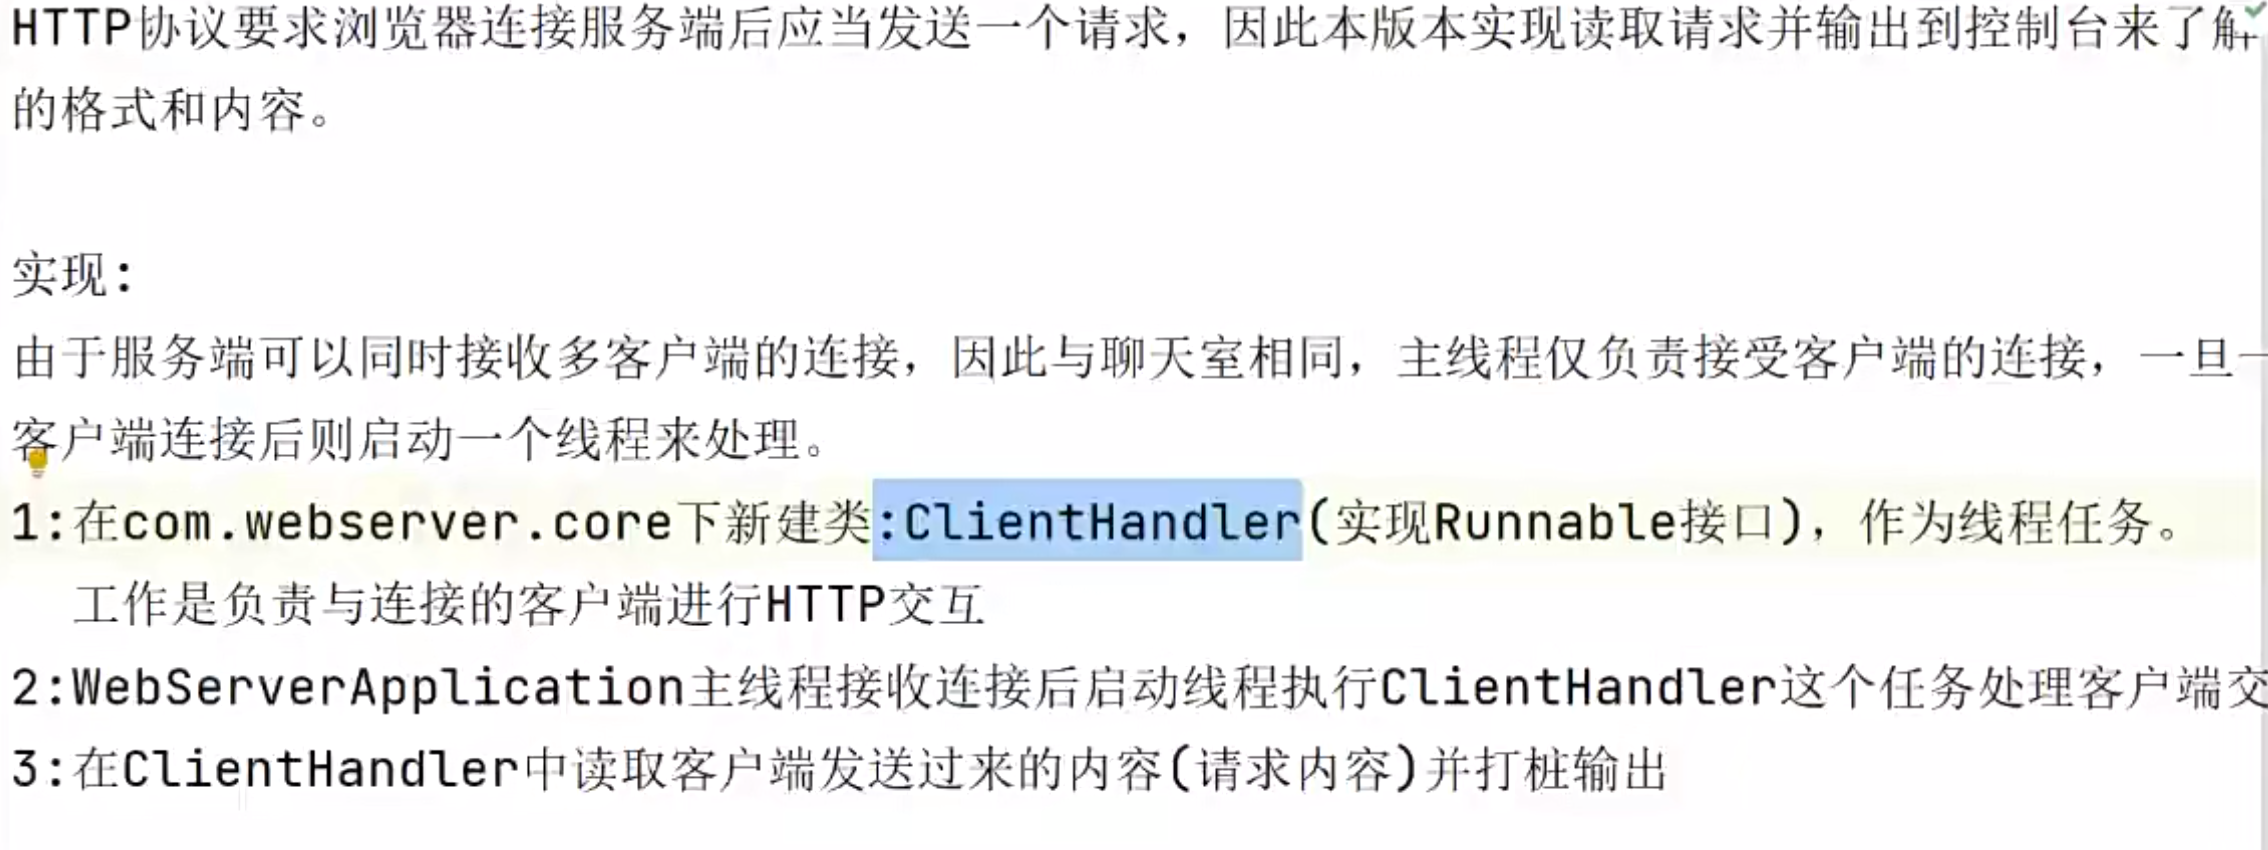 HTTP协议要求浏览器连接服务端后应当发送一个请求，因此本版本实现读取请求并输出到控制台来了解
的格式和内容。
实现:
由于服务端可以同时接收多客户端的连接，因此与聊天室相同，主线程仅负责接受客户端的连接，一旦一
客户端连接后则启动一个线程来处理。
1:在com.webserver.core下新建类:ClientHandler(实现Runnable接口)，作为线程任务。
工作是负责与连接的客户端进行HTTP交互
2:WebServerApplication主线程接收连接后启动线程执行ClientHandler这个任务处理客户端交
3:在ClientHandler中读取客户端发送过来的内容(请求内容)并打桩输出